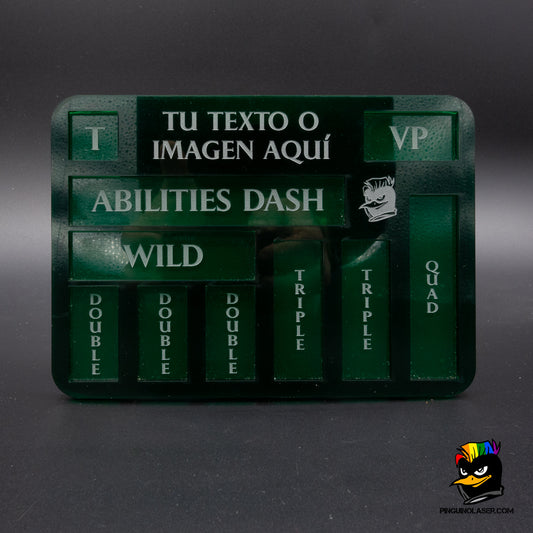 T
TU TEXTO O
IMAGEN AQUÍ
VP
ABILITIES DASH
WILD
DOUBLE
DOUBLE
DOUBLE
TRIPLE
TRIPLE
QUAD
PINGUINOLASER.COM